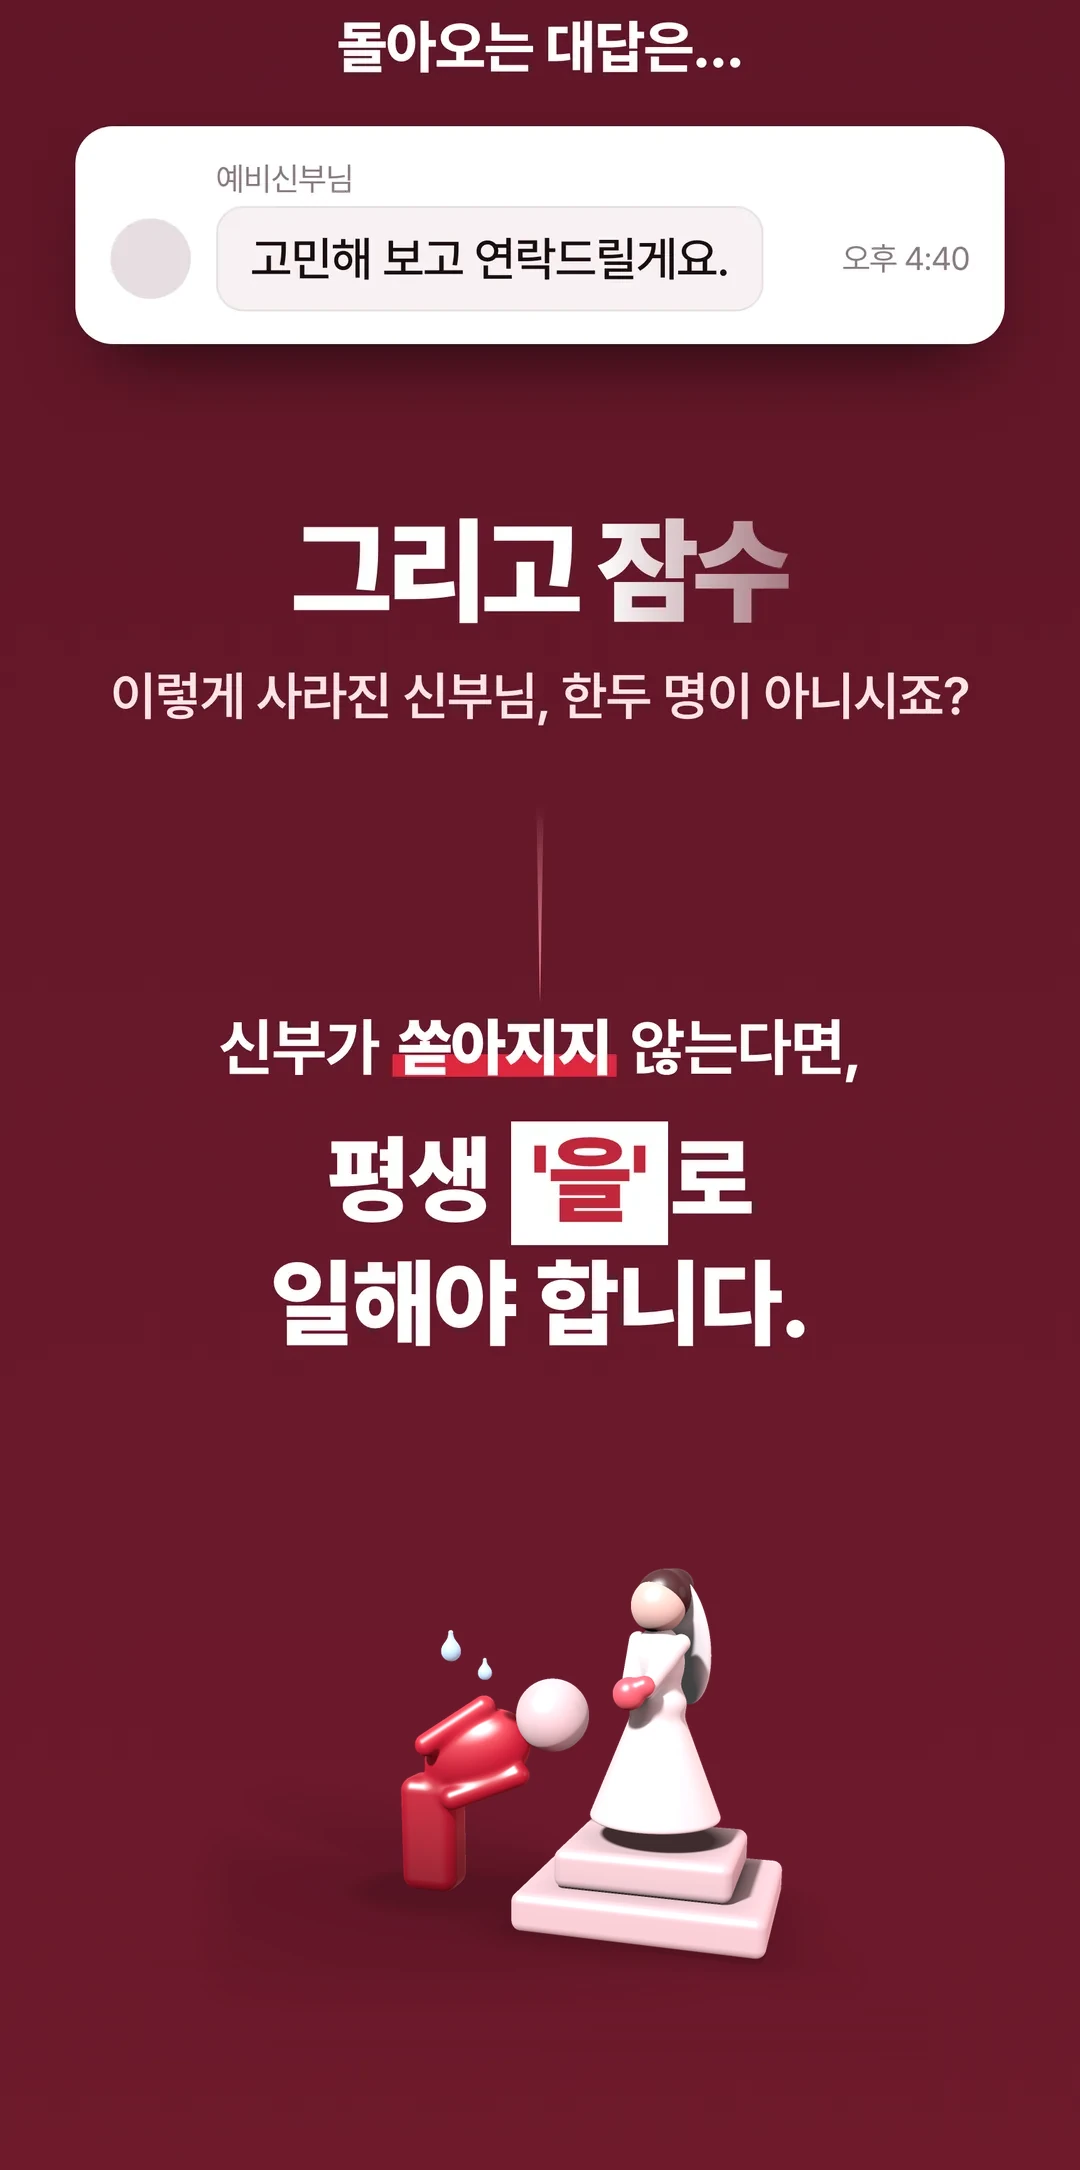 돌아오는 대답은...
예비신부님
고민해 보고 연락드릴게요.
오후 4:40
그리고 잠수
이렇게 사라진 신부님, 한두 명이 아니시죠?
신부가 쏟아지지 않는다면,
평생 '을'로
일해야 합니다.